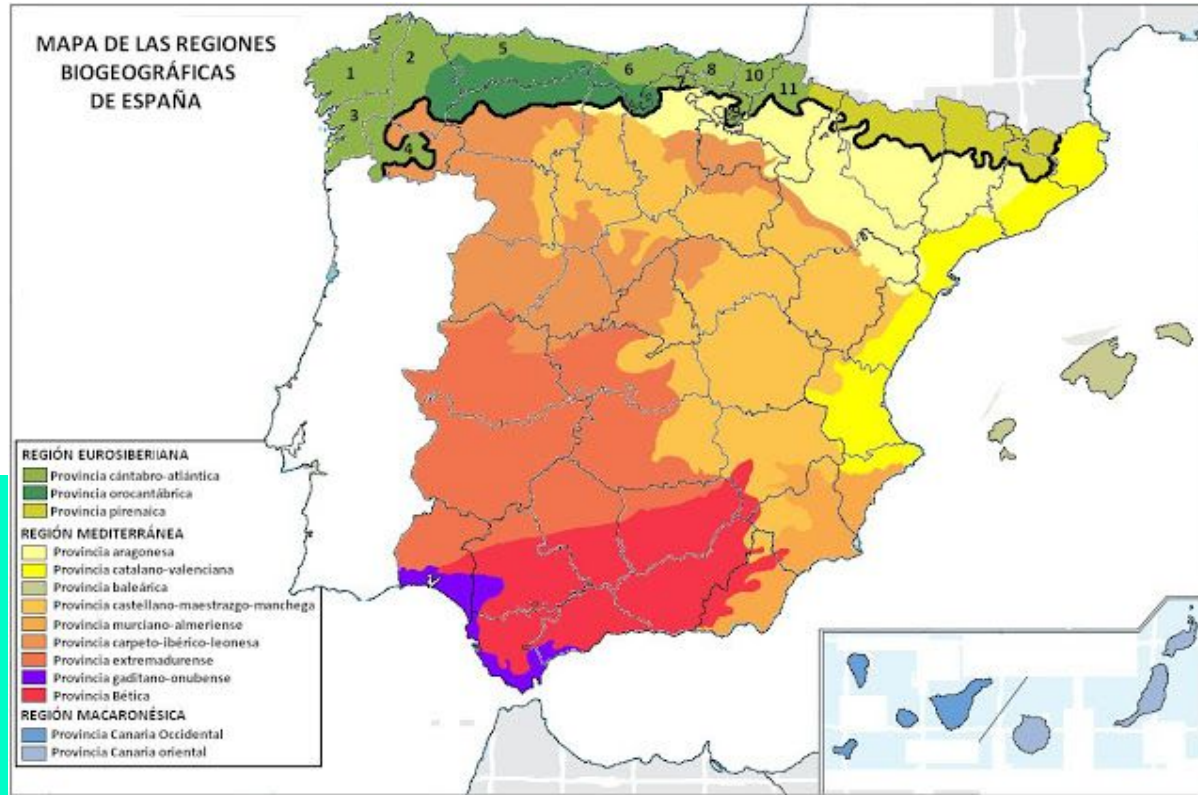 MAPA DE LAS REGIONES
BIOGEOGRÁFICAS
DE ESPAÑA
1
2
5
6
7
8
10
11
3
4
REGIÓN EUROSIBERIIANA
Provincia cántabro-atlántica
Provincia orocantábrica
Provincia pirenaica
REGIÓN MEDITERRÁNEA
Provincia aragonesa
Provincia catalano-valenciana
Provincia baleárica
Provincia castellano-maestrazgo-manchega
Provincia murciano-almeriense
Provincia carpeto-ibérico-leonesa
Provincia extremadurense
Provincia gaditano-onubense
Provincia Bética
REGIÓN MACARONÉSICA
Provincia Canaria Occidental
Provincia Canaria oriental